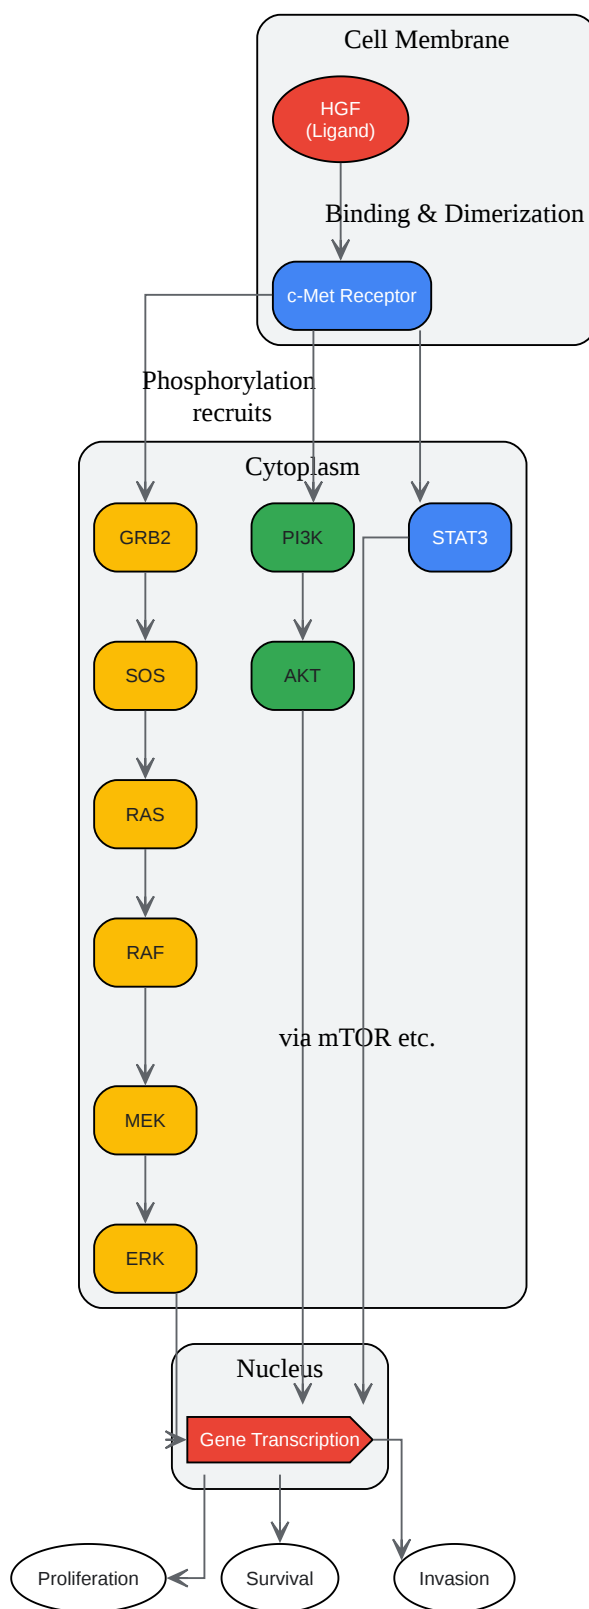 Cell Membrane
HGF
(Ligand)
Binding & Dimerization
c-Met Receptor
Phosphorylation
recruits
Cytoplasm
GRB2
PI3K
STAT3
SOS
AKT
RAS
RAF
via mTOR etc.
MEK
ERK
Nucleus
Gene Transcription
Proliferation
Survival
Invasion